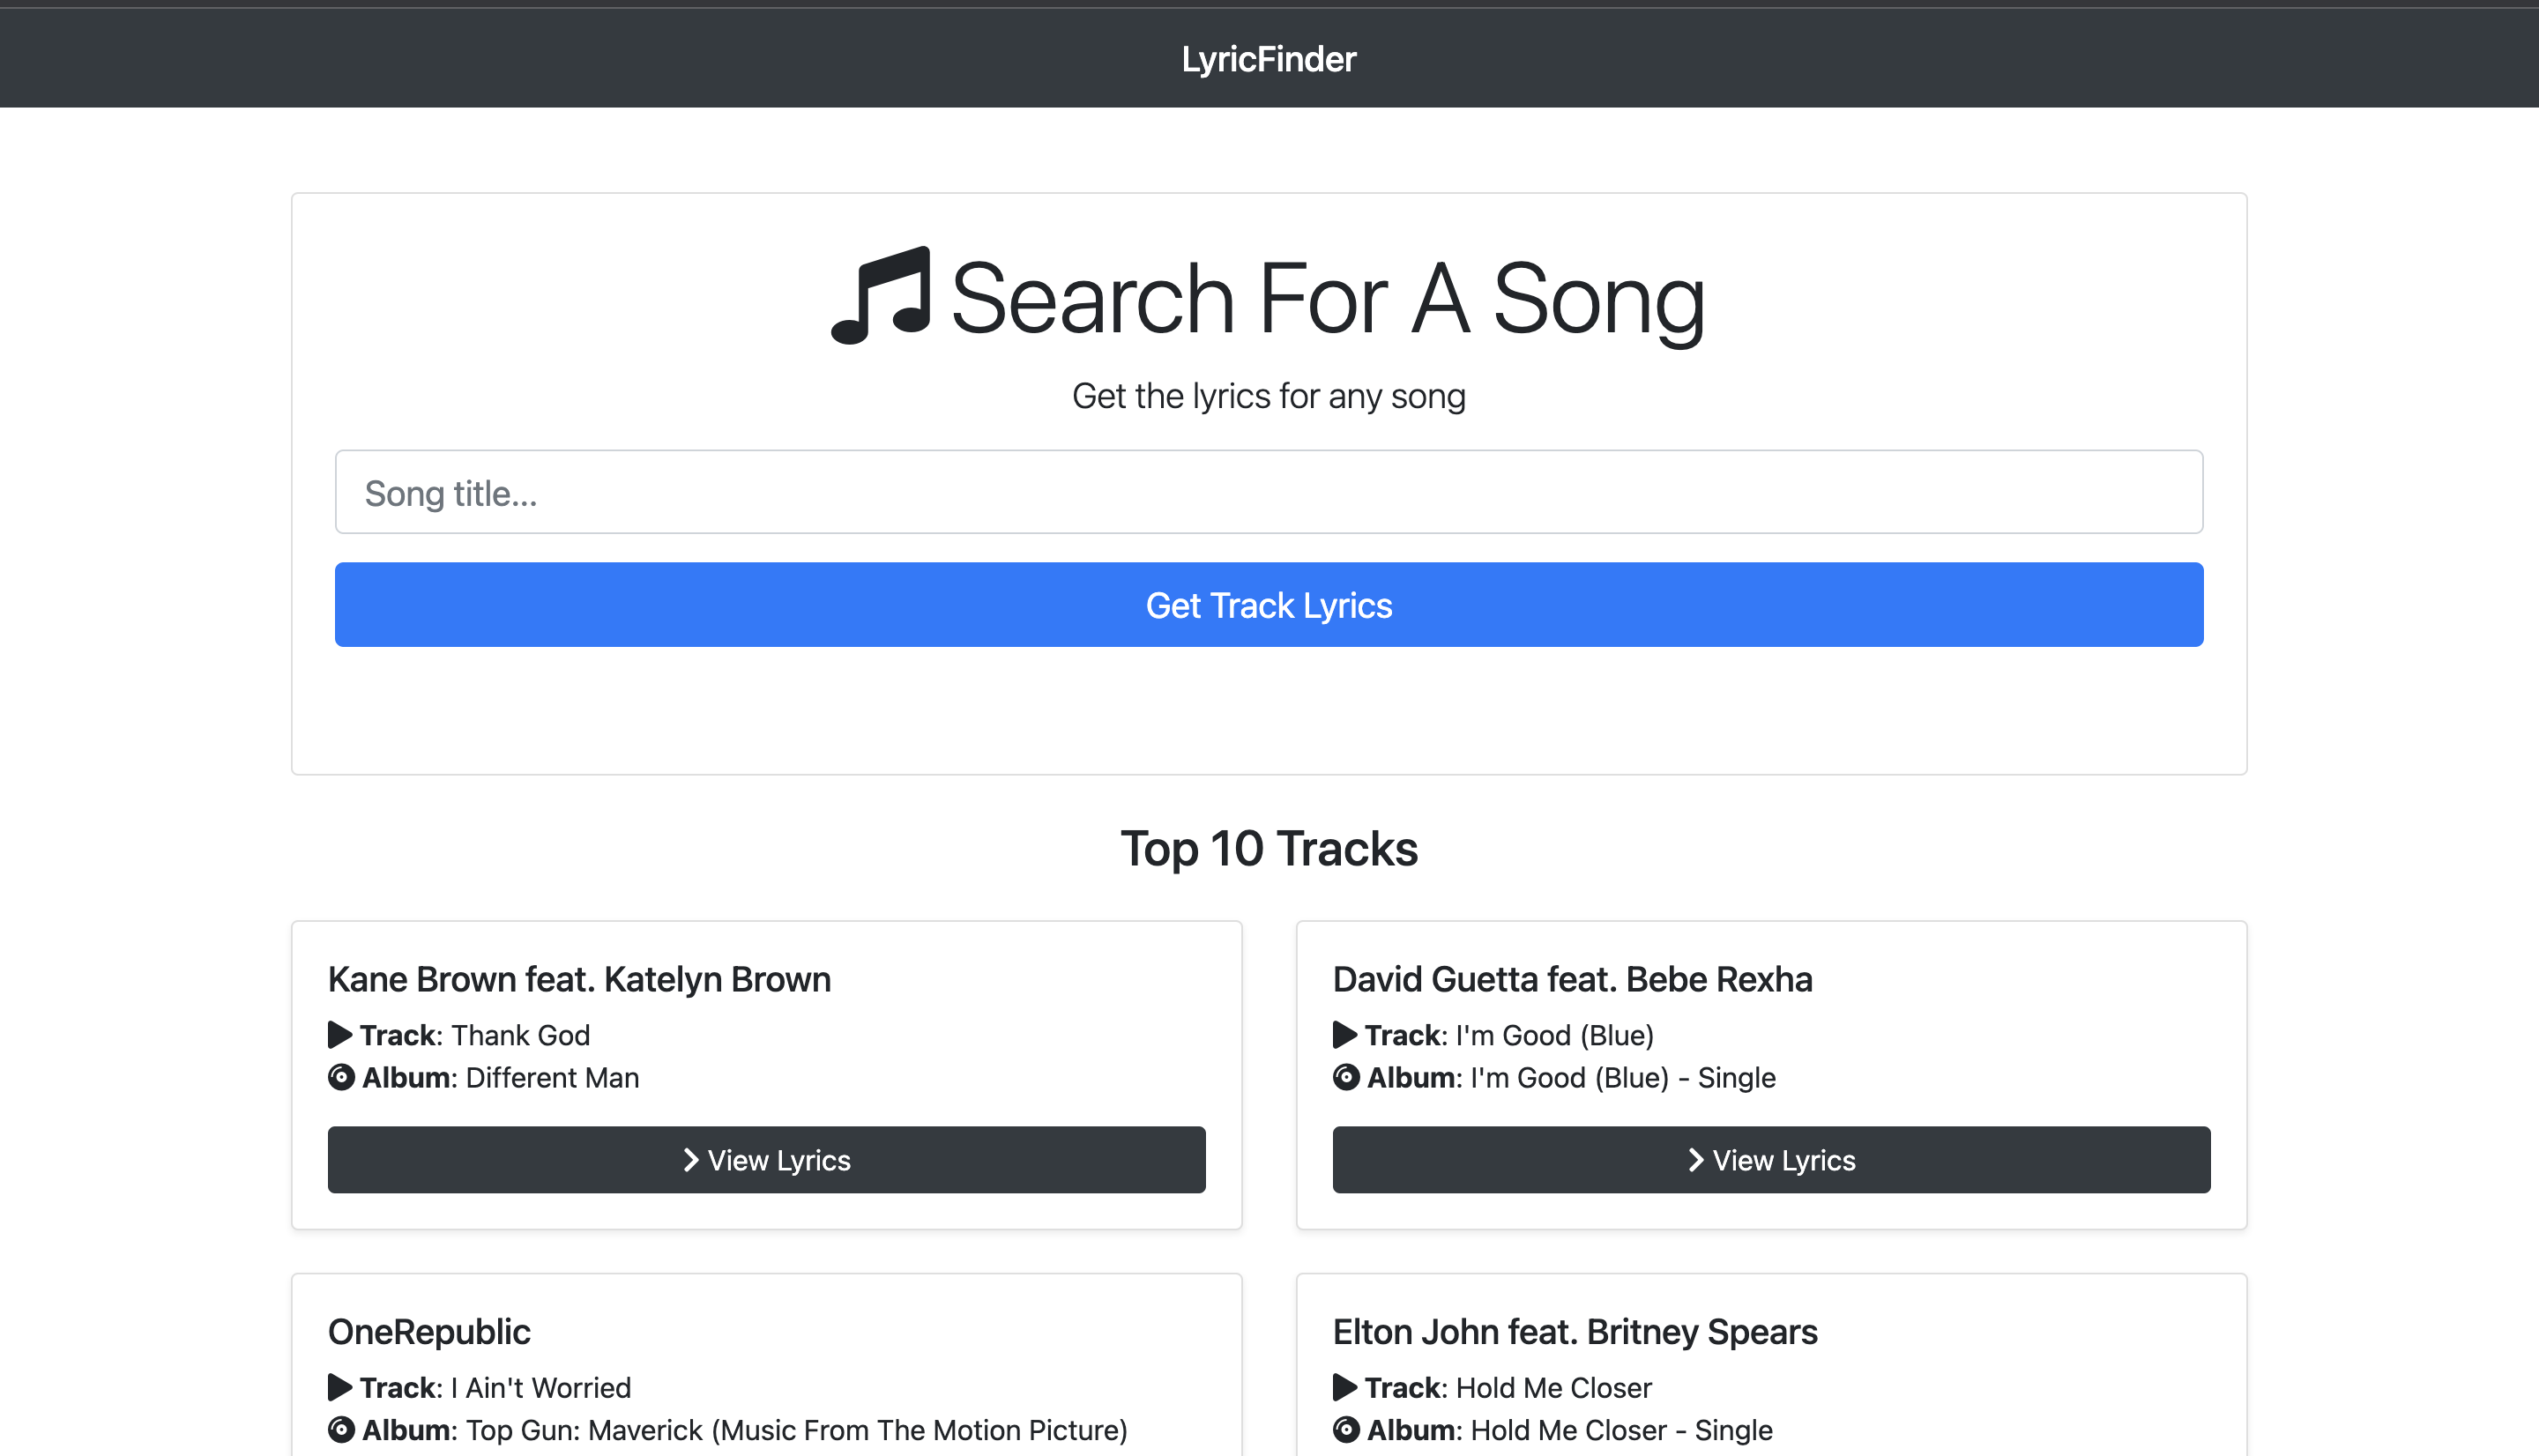 LyricFinder
Search For A Song
Get the lyrics for any song
Song title...
Get Track Lyrics
Top 10 Tracks
Kane Brown feat. Katelyn Brown
Track: Thank God
Album: Different Man
View Lyrics
David Guetta feat. Bebe Rexha
Track: I'm Good (Blue)
Album: I'm Good (Blue) - Single
View Lyrics
OneRepublic
Track: I Ain't Worried
Album: Top Gun: Maverick (Music From The Motion Picture)
Elton John feat. Britney Spears
Track: Hold Me Closer
Album: Hold Me Closer - Single